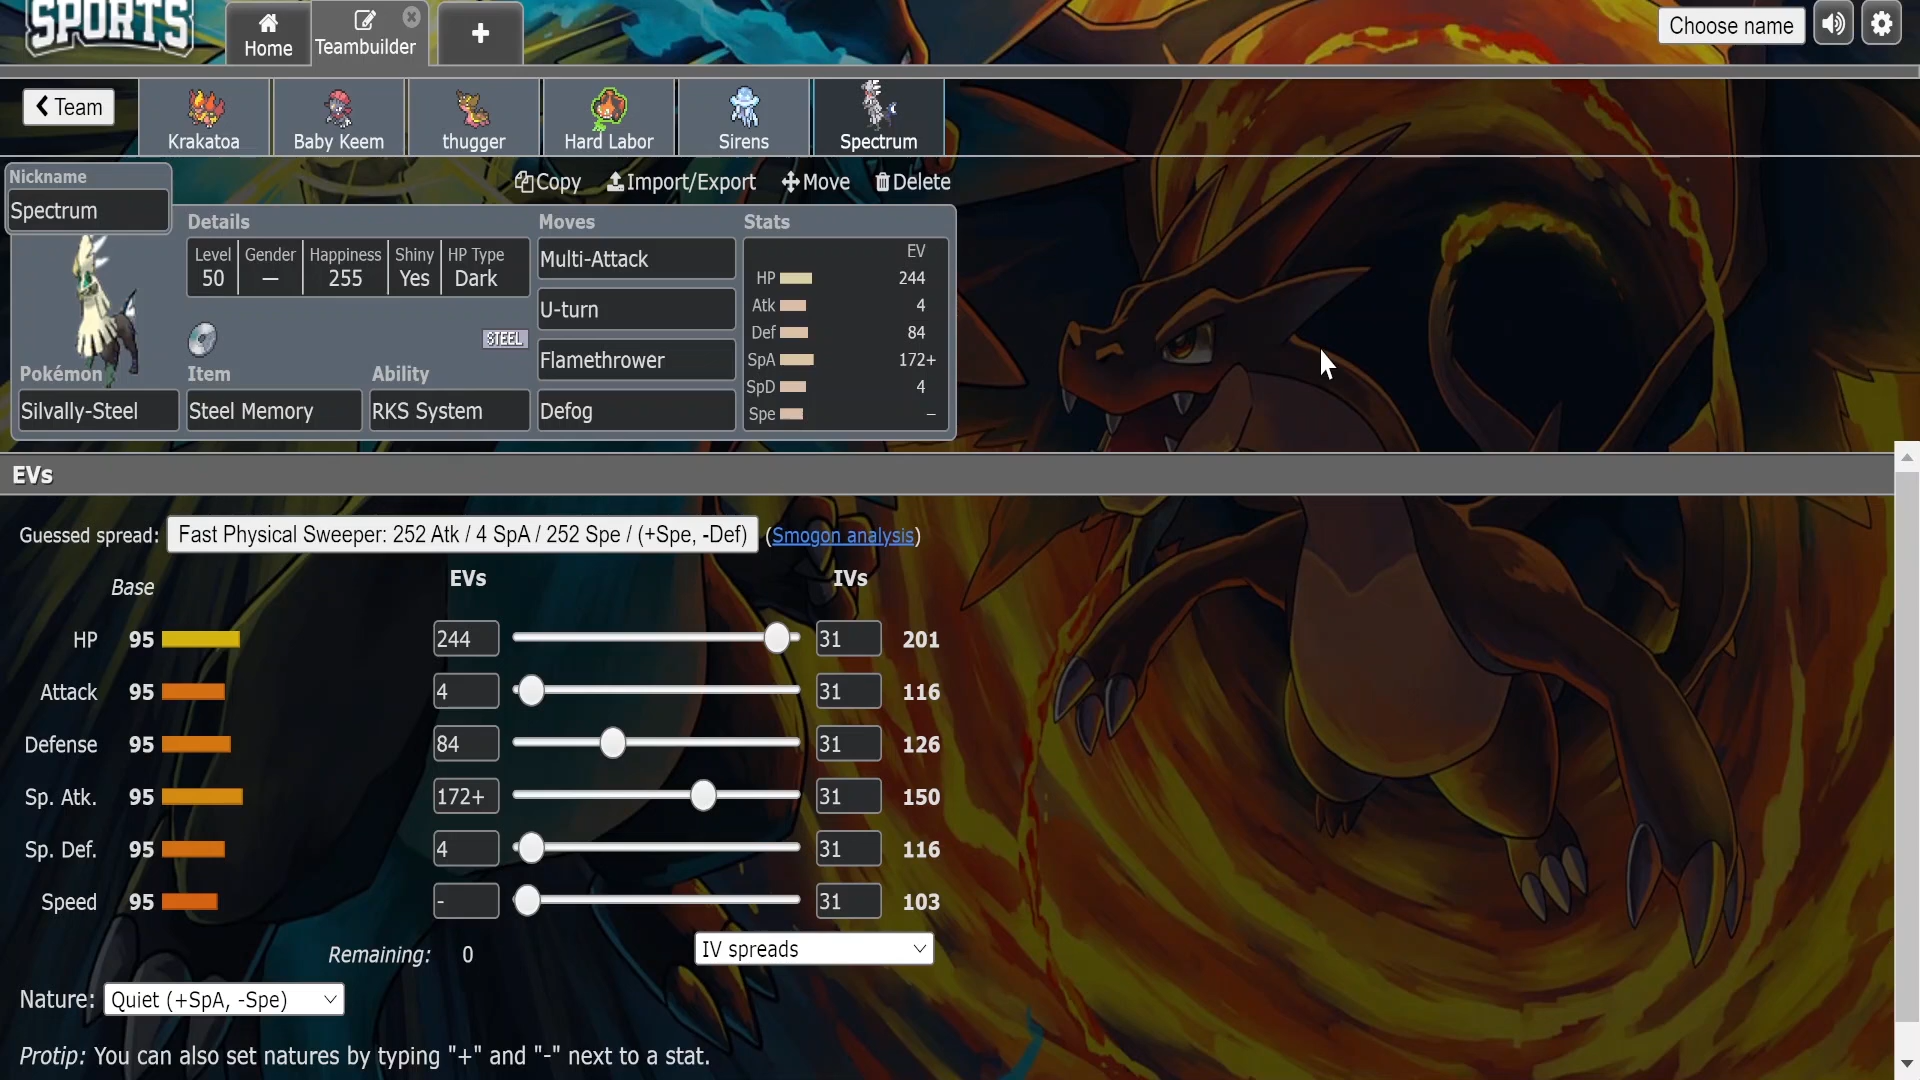 SPORTS
Home
Teambuilder
+
Choose name
Team
Krakatoa
Baby Keem
thugger
Hard Labor
Sirens
Spectrum
Nickname
Spectrum
Copy
Import/Export
Move
Delete
Details
Moves
Stats
Level
Gender
Happiness
Shiny
HP Type
50
—
255
Yes
Dark
STEEL
Pokémon
Item
Ability
Silvally-Steel
Steel Memory
RKS System
Multi-Attack
U-turn
Flamethrower
Defog
EV
HP 244
Atk 4
Def 84
SpA 172+
SpD 4
Spe –
EVs
Guessed spread: Fast Physical Sweeper: 252 Atk / 4 SpA / 252 Spe / (+Spe, -Def) (Smogon analysis)
Base EVs IVs
HP 95 244 31 201
Attack 95 4 31 116
Defense 95 84 31 126
Sp. Atk. 95 172+ 31 150
Sp. Def. 95 4 31 116
Speed 95 - 31 103
Remaining: 0 IV spreads
Nature: Quiet (+SpA, -Spe)
Protip: You can also set natures by typing "+" and "-" next to a stat.